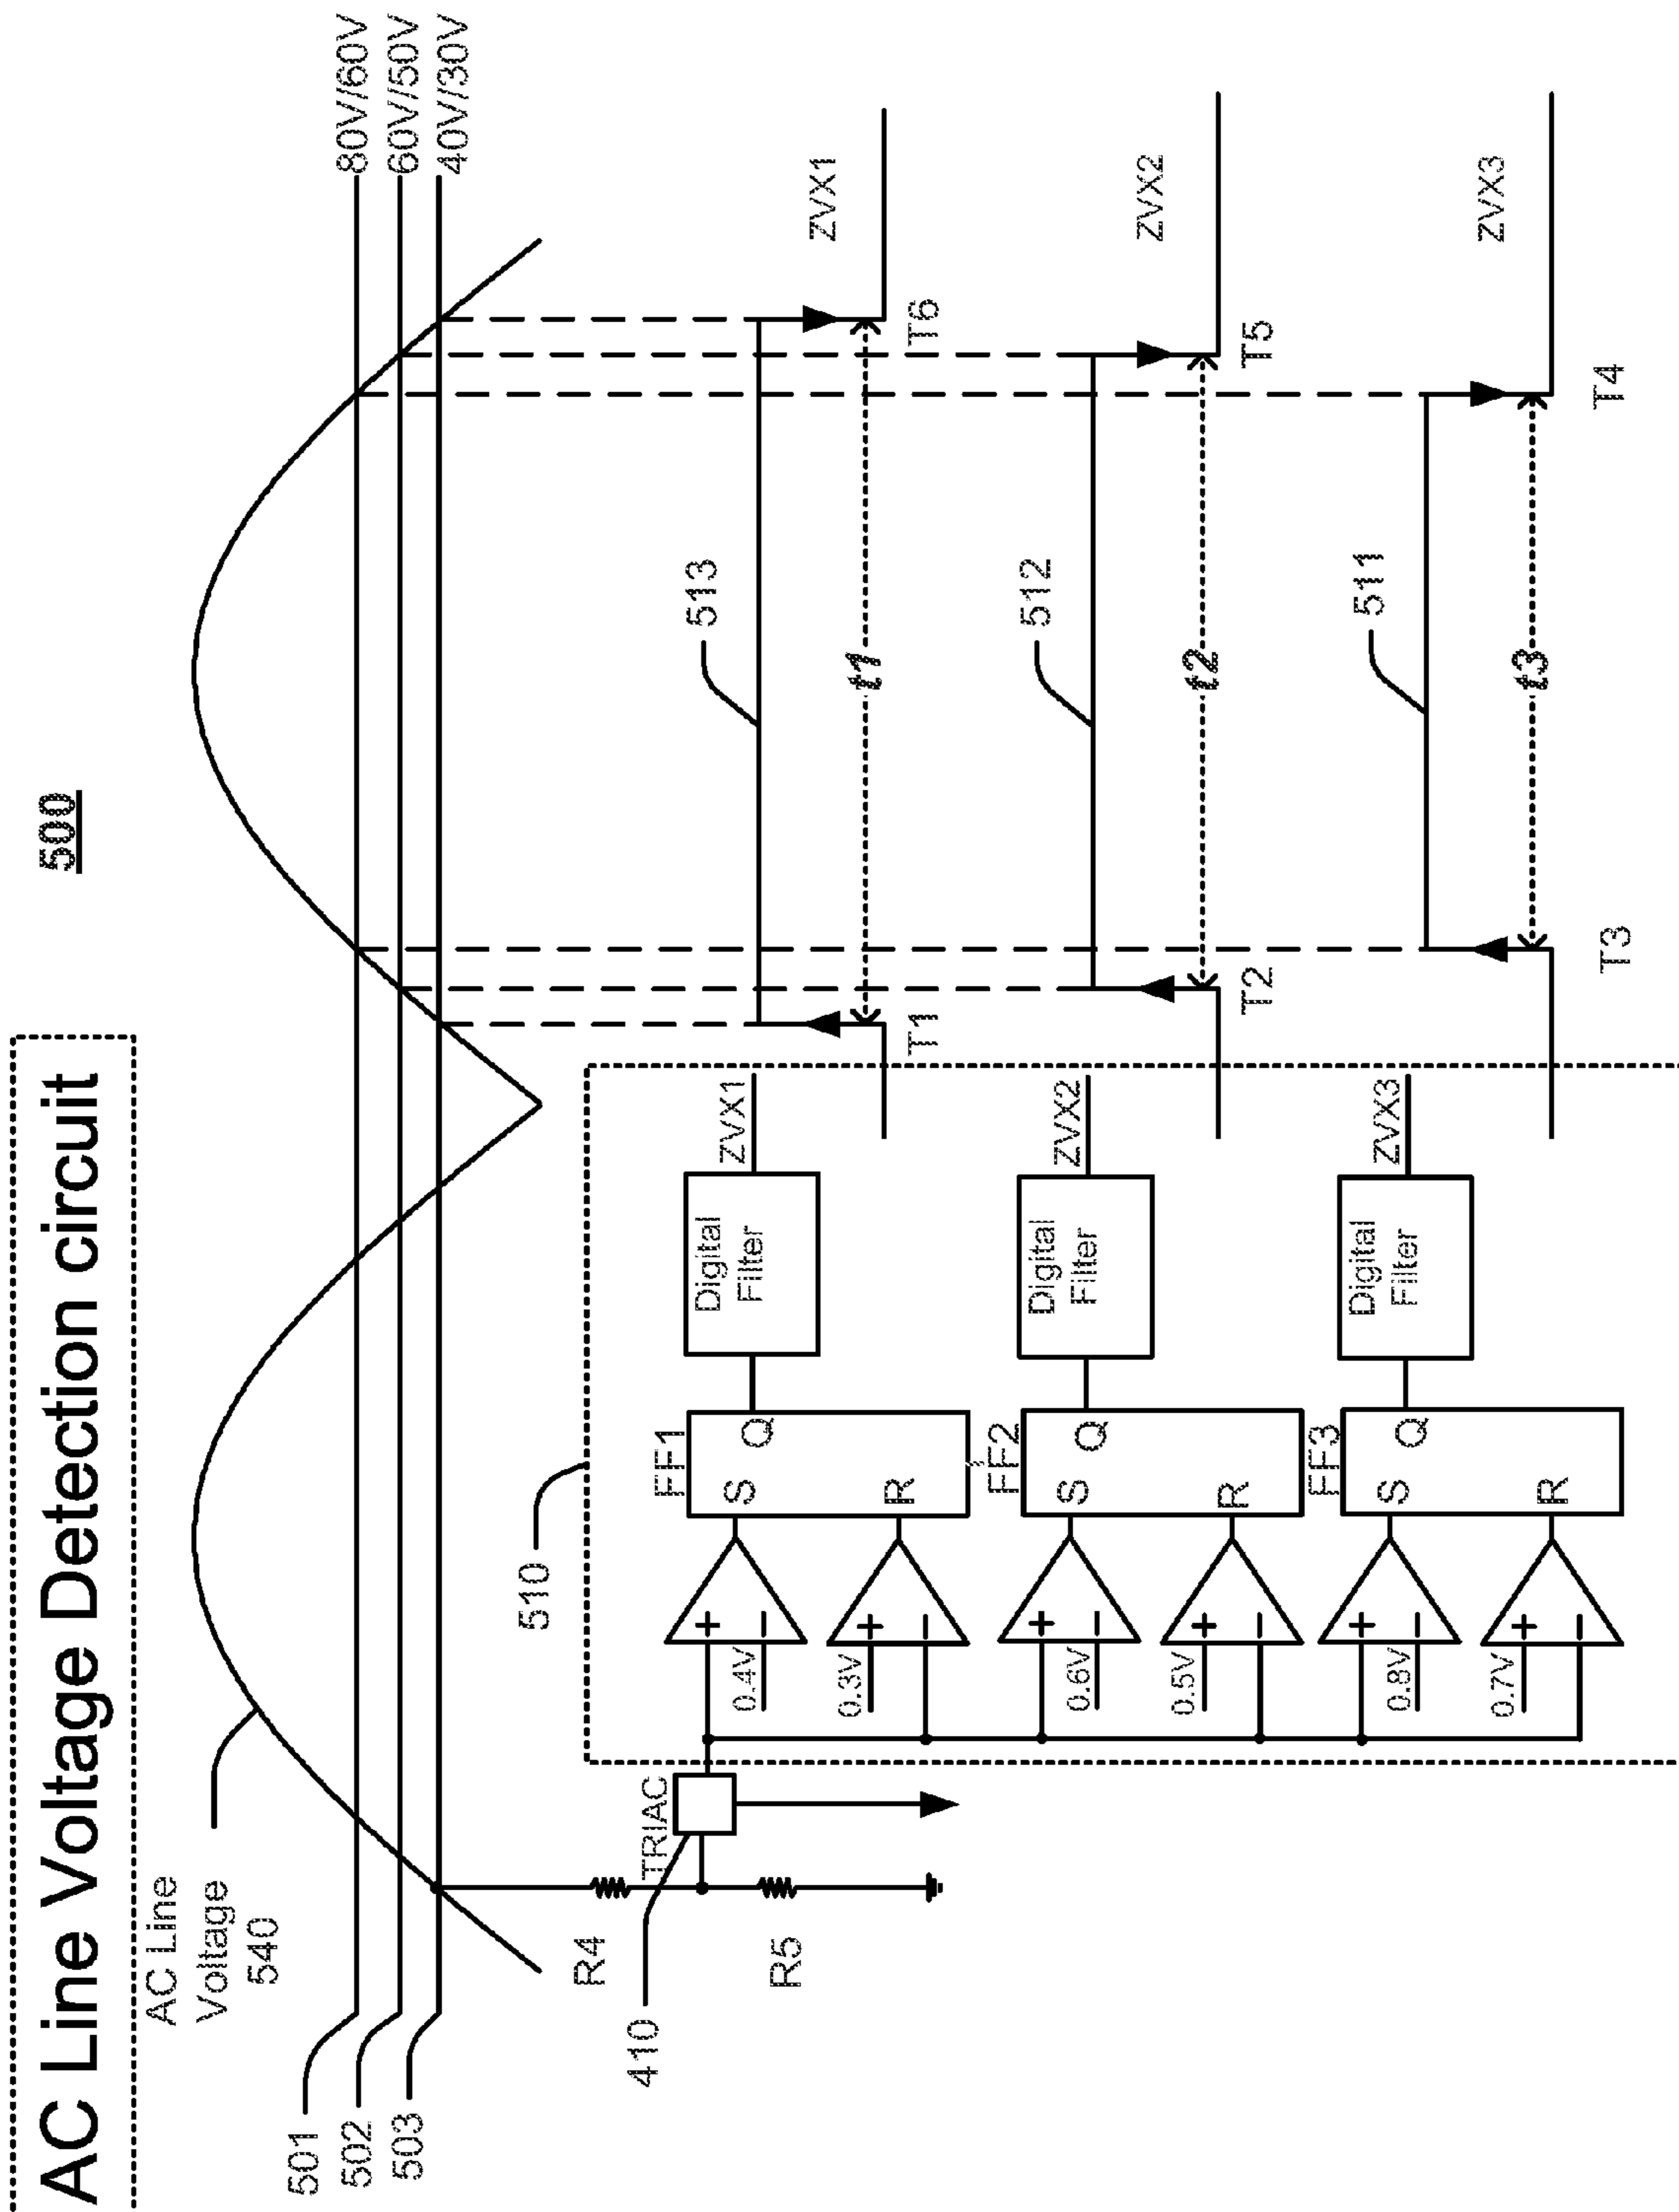 AC Line Voltage Detection circuit
500
AC Line
Voltage
540
501
502
503
80V/60V
60V/50V
40V/30V
R4
R5
410
TRIAC
510
0.4V
+
−
0.3V
+
−
0.6V
+
−
0.5V
+
−
0.8V
+
−
0.7V
+
−
FF1
S
Q
R
FF2
S
Q
R
FF3
S
Q
R
Digital
Filter
Digital
Filter
Digital
Filter
ZVX1
ZVX2
ZVX3
513
t1
T1
T6
ZVX1
512
t2
T2
T5
ZVX2
511
t3
T3
T4
ZVX3